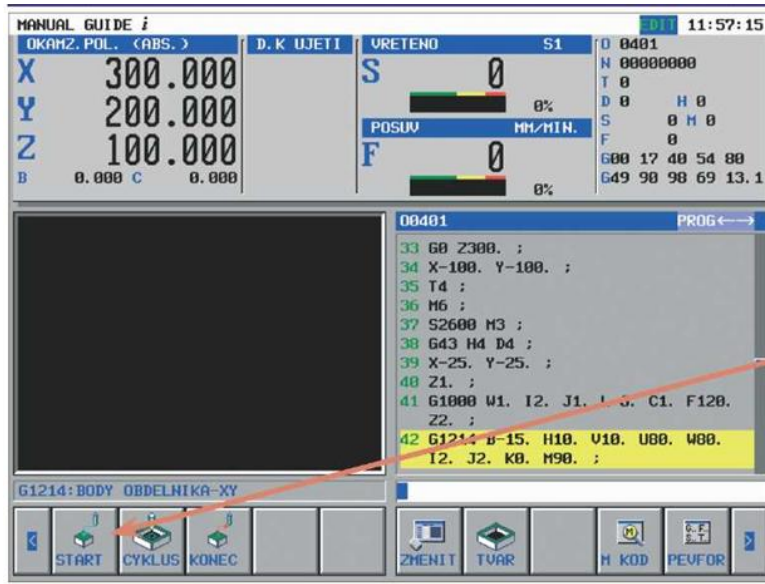 MANUAL GUIDE i EDIT 11:57:15
OKAMZ.POL. (ABS.) D.K UJETI VRETENO S1 O 0401
X 300.000 S 0 N 00000000
T 0
Y 200.000 0% D 0 H 0
S 0 M 0
POSUV MM/MIN. F 0
Z 100.000 F 0 G00 17 40 54 80
B 0.000 C 0.000 0% G49 90 98 69 13.1
O0401 PROG←→
33 G0 Z300. ;
34 X-100. Y-100. ;
35 T4 ;
36 M6 ;
37 S2600 M3 ;
38 G43 H4 D4 ;
39 X-25. Y-25. ;
40 Z1. ;
41 G1000 W1. I2. J1. C1. F120.
Z2. ;
42 G1214 B-15. H10. V10. U80. W80.
I2. J2. K0. M90. ;
G1214:BODY OBDELNIKA-XY
START CYKLUS KONEC ZMENIT TVAR M KOD PEVFOR
G.F.
S.T.